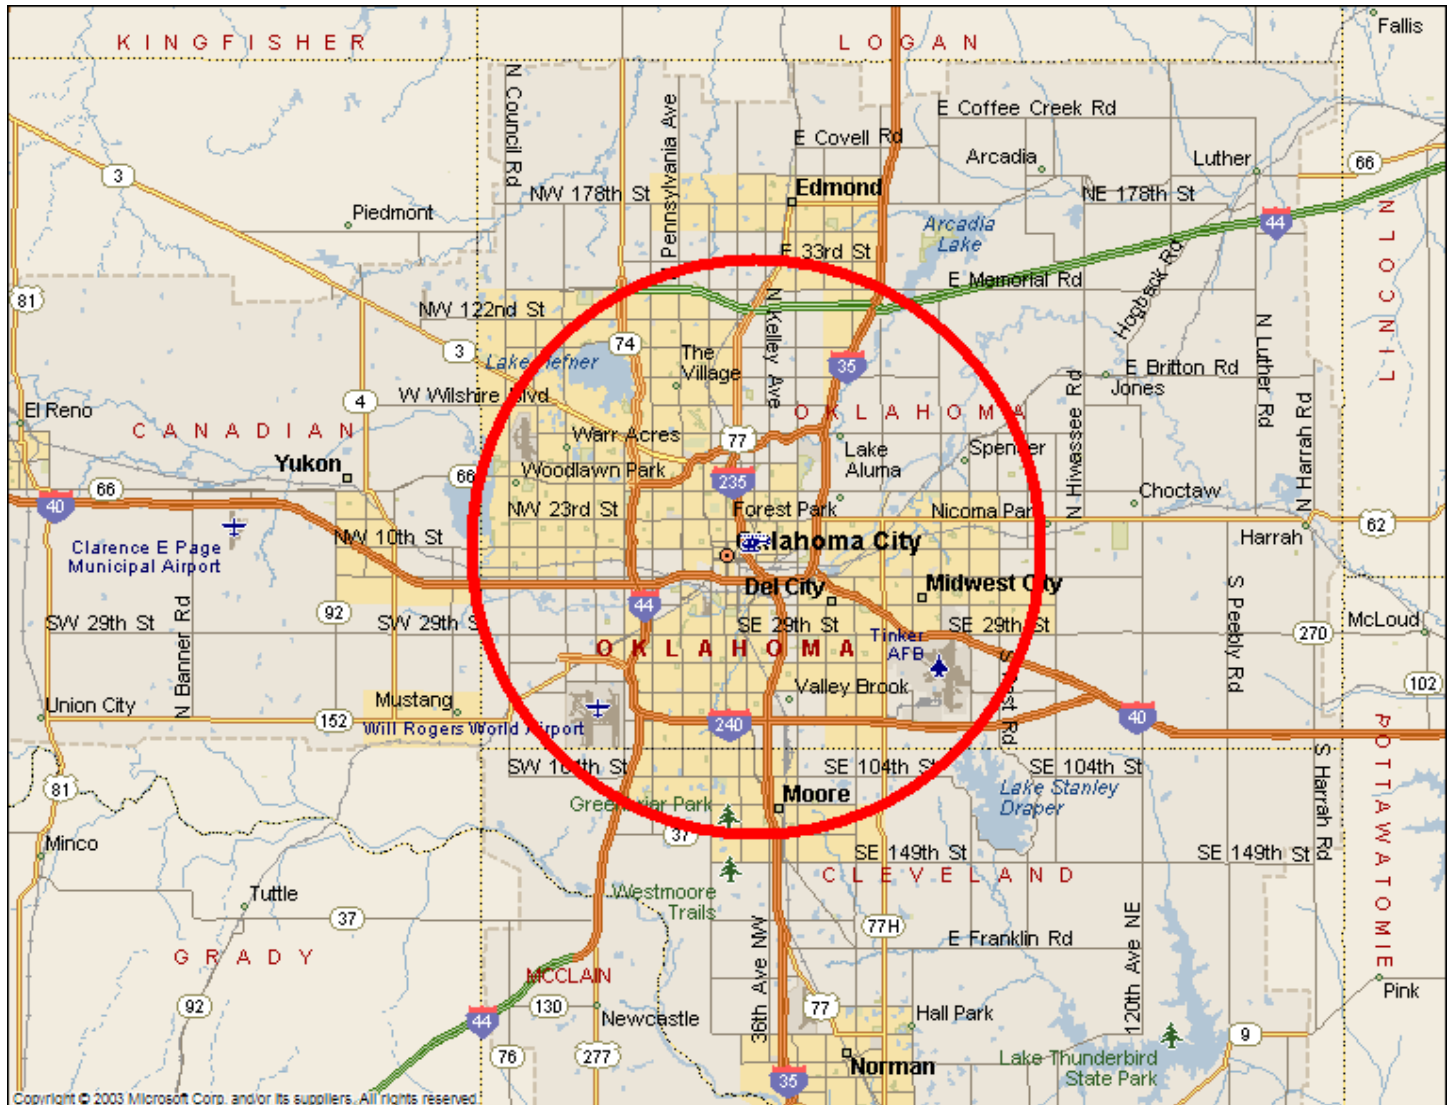 KINGFISHER
LOGAN
Fallis
N Council Rd
N Pennsylvania Ave
E Coffee Creek Rd
E Covell Rd
Arcadia
Luther
66
3
NW 178th St
Edmond
NE 178th St
44
Piedmont
Arcadia
Lake
LINCOLN
E 33rd St
E Memorial Rd
Hogback Rd
81
NW 122nd St
N Kelley Ave
N Luther Rd
3
74
Lake Hefner
The
Village
35
E Britton Rd
Jones
4
W Wilshire Blvd
N Hiwassee Rd
N Harrah Rd
El Reno
CANADIAN
OKLAHOMA
Warr Acres
77
Lake
Aluma
Spencer
Yukon
66
Woodlawn Park
235
Choctaw
66
40
NW 23rd St
Forest Park
Nicoma Park
62
Clarence E Page
Municipal Airport
NW 10th St
Oklahoma City
Harrah
Del City
Midwest City
92
44
S Peebly Rd
SW 29th St
SW 29th St
SE 29th St
SE 29th St
270
McLoud
N Banner Rd
OKLAHOMA
Tinker
AFB
S Post Rd
102
Union City
Mustang
Valley Brook
152
Will Rogers World Airport
240
40
POTTAWATOMIE
SW 104th St
SE 104th St
SE 104th St
S Harrah Rd
81
Greenbriar Park
Moore
Lake Stanley
Draper
Minco
37
SE 149th St
SE 149th St
Tuttle
Westmoore
Trails
CLEVELAND
37
77H
GRADY
36th Ave NW
E Franklin Rd
120th Ave NE
MCCLAIN
Pink
92
130
Newcastle
77
Hall Park
44
9
76
277
Norman
Lake Thunderbird
State Park
35
Copyright © 2003 Microsoft Corp. and/or its suppliers. All rights reserved.